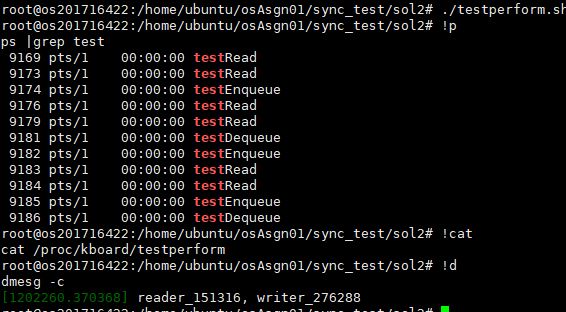 root@os201716422:/home/ubuntu/osAsgn01/sync_test/sol2# ./testperform.sh
root@os201716422:/home/ubuntu/osAsgn01/sync_test/sol2# !p
ps |grep test
9169 pts/1 00:00:00 testRead
9173 pts/1 00:00:00 testRead
9174 pts/1 00:00:00 testEnqueue
9176 pts/1 00:00:00 testRead
9179 pts/1 00:00:00 testRead
9181 pts/1 00:00:00 testDequeue
9182 pts/1 00:00:00 testEnqueue
9183 pts/1 00:00:00 testRead
9184 pts/1 00:00:00 testRead
9185 pts/1 00:00:00 testEnqueue
9186 pts/1 00:00:00 testDequeue
root@os201716422:/home/ubuntu/osAsgn01/sync_test/sol2# !cat
cat /proc/kboard/testperform
root@os201716422:/home/ubuntu/osAsgn01/sync_test/sol2# !d
dmesg -c
[1202260.370368] reader_151316, writer_276288
root@os201716422:/home/ubuntu/osAsgn01/sync_test/sol2#